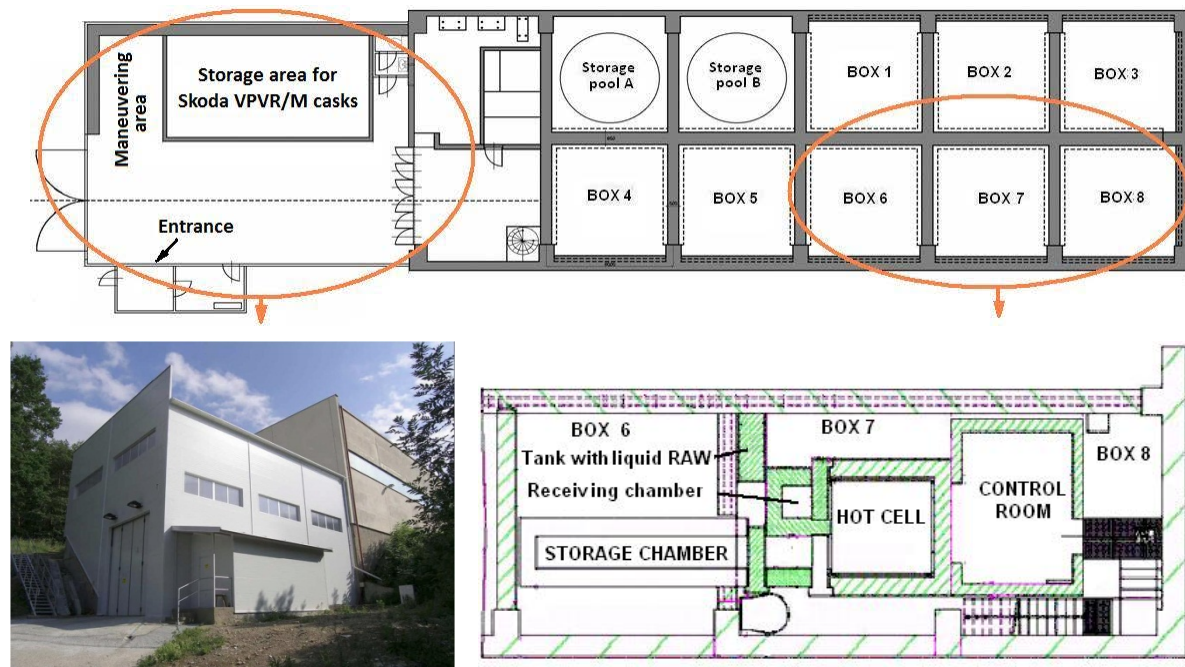 Maneuvering
area
Storage area for
Skoda VPVR/M casks
Entrance
Storage
pool A
Storage
pool B
BOX 1
BOX 2
BOX 3
BOX 4
BOX 5
BOX 6
BOX 7
BOX 8
BOX 6
Tank with liquid RAW
Receiving chamber
STORAGE CHAMBER
BOX 7
HOT CELL
CONTROL
ROOM
BOX 8